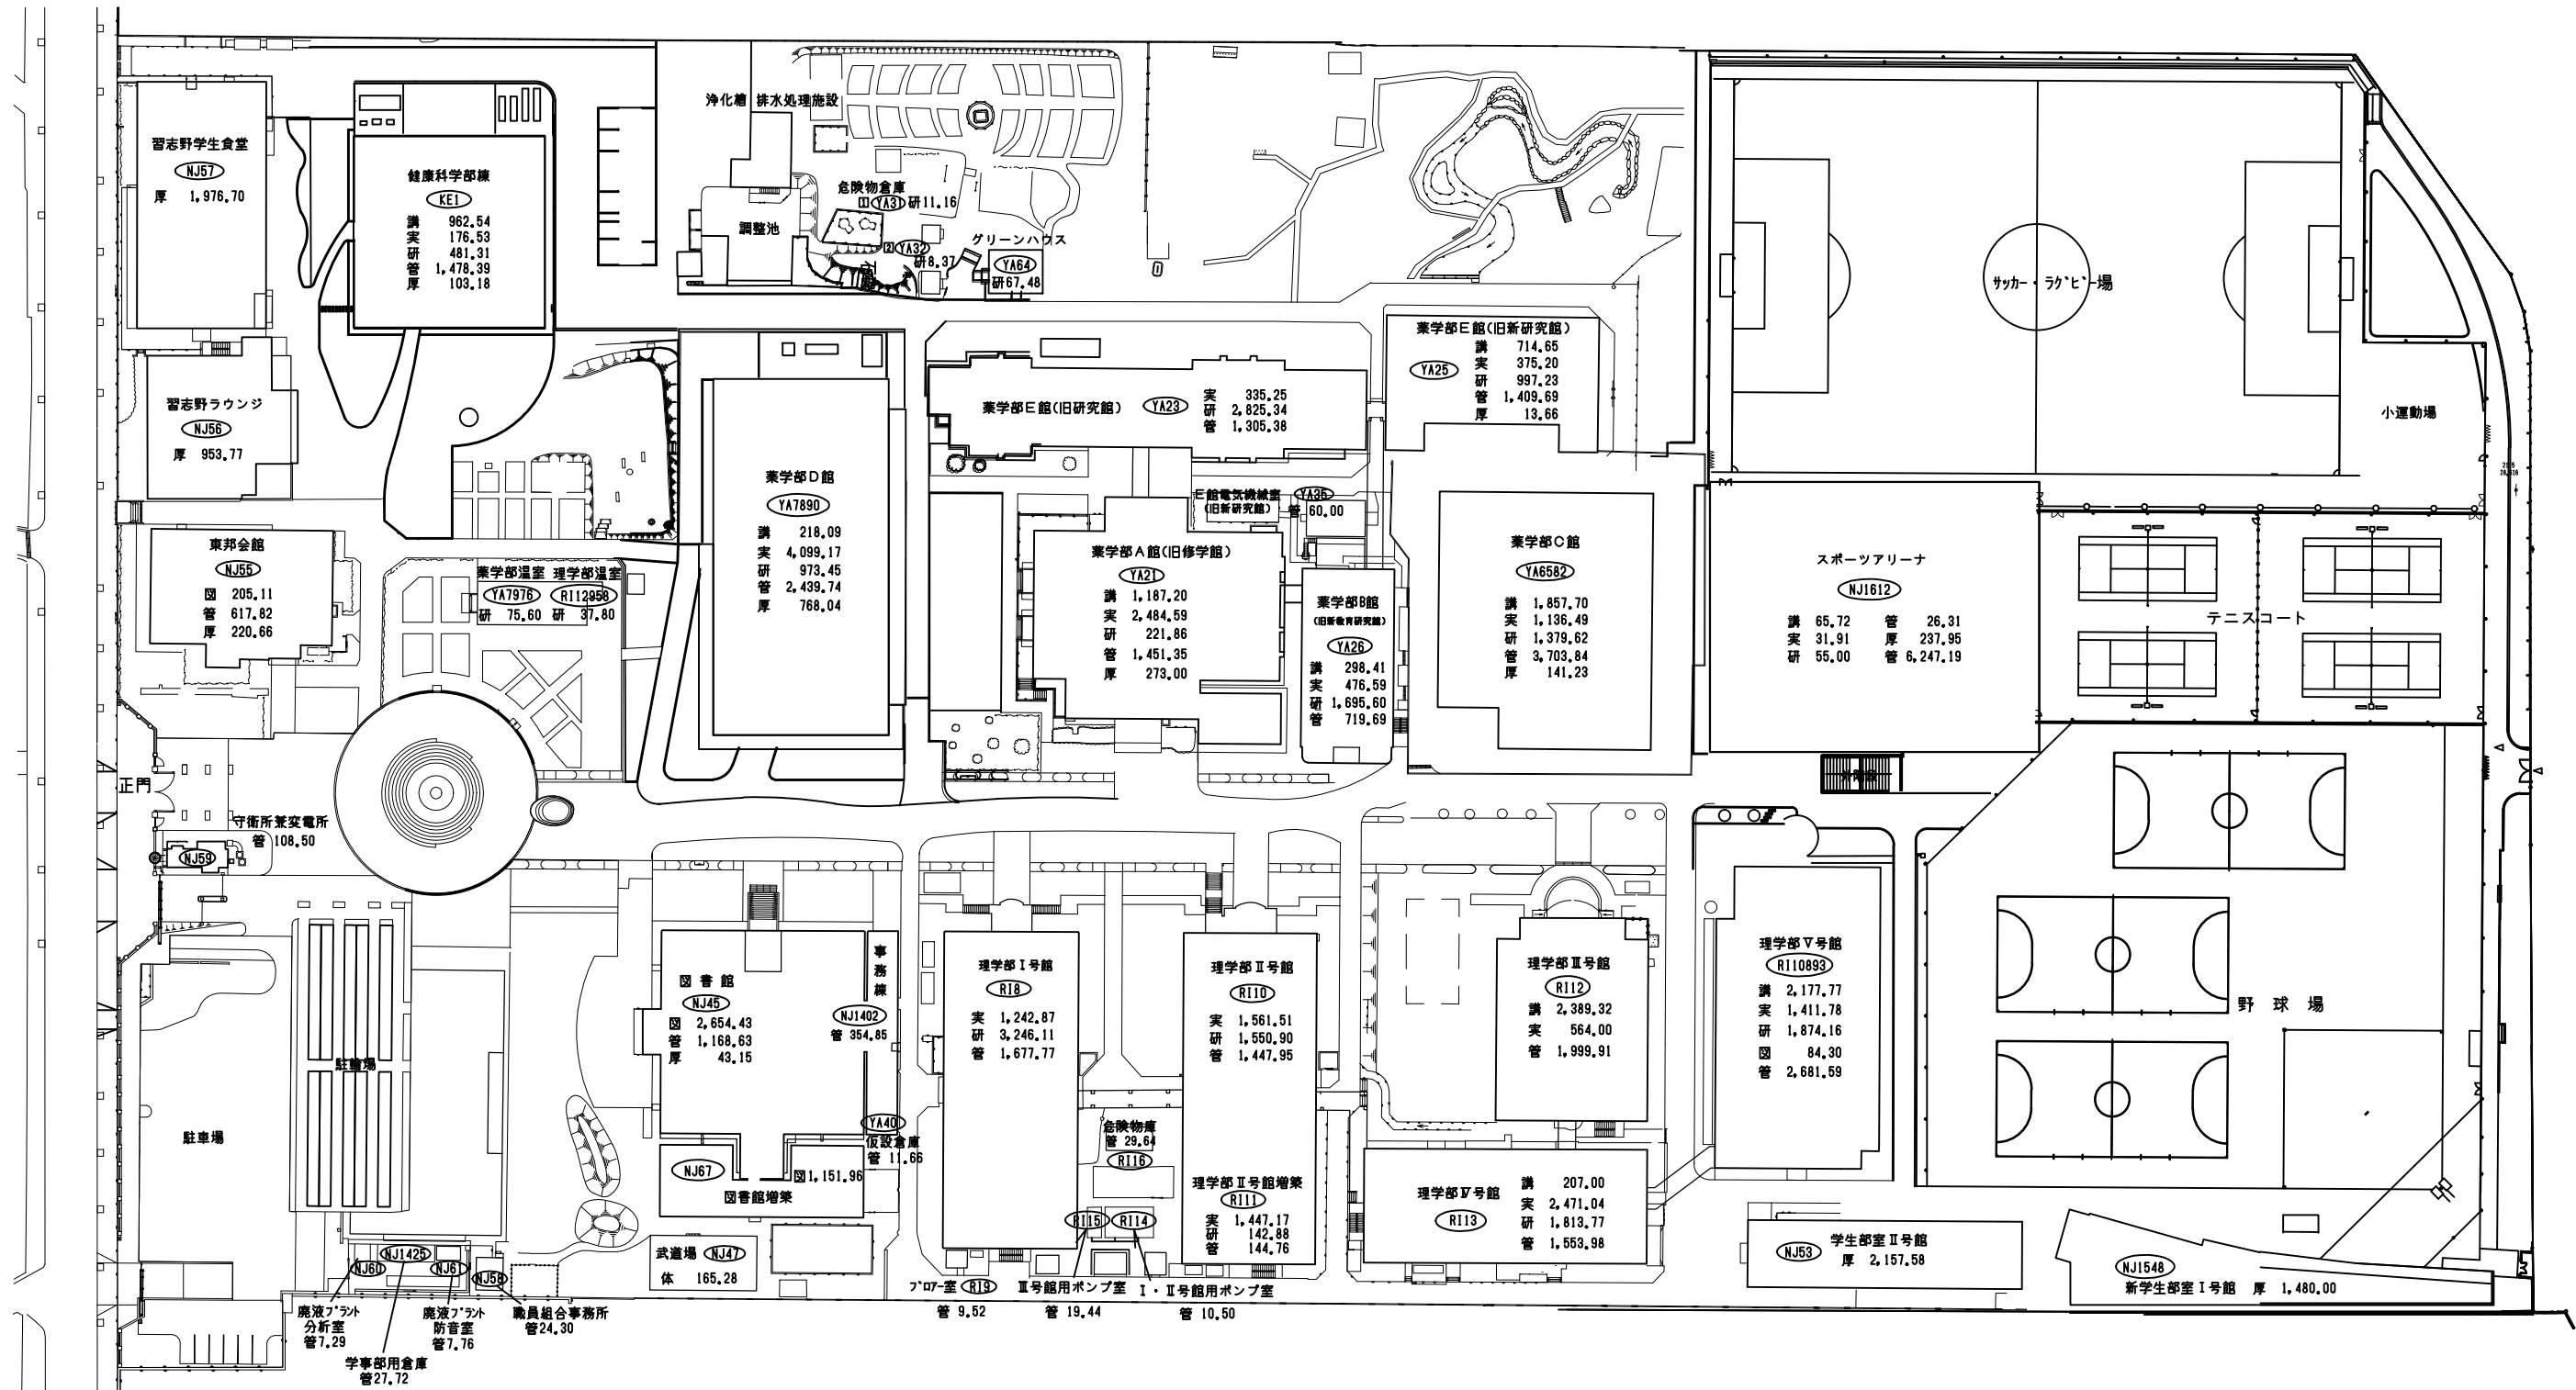 習志野学生食堂
NJ57
厚 1,976.70
健康科学部棟
KE1
講 962.54
実 176.53
研 481.31
管 1,478.39
厚 103.18
浄化槽 排水処理施設
調整池
危険物倉庫
1 YA31 研11.16
2 YA32
研8.37
グリーンハウス
YA64
研67.48
サッカー・ラグビー場
小運動場
習志野ラウンジ
NJ56
厚 953.77
薬学部D館
YA7890
講 218.09
実 4,099.17
研 973.45
管 2,439.74
厚 768.04
薬学部E館(旧研究館)
YA23
実 335.25
研 2,825.34
管 1,305.38
薬学部E館(旧新研究館)
YA25
講 714.65
実 375.20
研 997.23
管 1,409.69
厚 13.66
E館電気機械室
(旧新研究館)
YA35
管 60.00
東邦会館
NJ55
図 205.11
管 617.82
厚 220.66
薬学部温室
YA7976
研 75.60
理学部温室
RI12958
研 37.80
薬学部A館(旧修学館)
YA21
講 1,187.20
実 2,484.59
研 221.86
管 1,451.35
厚 273.00
薬学部B館
(旧新教育研究館)
YA26
講 298.41
実 476.59
研 1,695.60
管 719.69
薬学部C館
YA6582
講 1,857.70
実 1,136.49
研 1,379.62
管 3,703.84
厚 141.23
スポーツアリーナ
NJ1612
講 65.72 管 26.31
実 31.91 厚 237.95
研 55.00 管 6,247.19
テニスコート
外階段
正門
守衛所兼変電所
管 108.50
NJ59
駐輪場
駐車場
図書館
NJ45
図 2,654.43
管 1,168.63
厚 43.15
事務棟
NJ1402
管 354.85
YA40
仮設倉庫
管 11.66
NJ67
図1,151.96
図書館増築
武道場 NJ47
体 165.28
理学部Ⅰ号館
RI8
実 1,242.87
研 3,246.11
管 1,677.77
理学部Ⅱ号館
RI10
実 1,561.51
研 1,550.90
管 1,447.95
危険物庫
管 29.64
RI16
理学部Ⅱ号館増築
RI11
実 1,447.17
研 142.88
管 144.76
RI15
RI14
ブロアー室 RI9
管 9.52
Ⅲ号館用ポンプ室
管 19.44
Ⅰ・Ⅱ号館用ポンプ室
管 10.50
理学部Ⅲ号館
RI12
講 2,389.32
実 564.00
管 1,999.91
理学部Ⅳ号館
RI13
講 207.00
実 2,471.04
研 1,813.77
管 1,553.98
理学部Ⅴ号館
RI10893
講 2,177.77
実 1,411.78
研 1,874.16
図 84.30
管 2,681.59
野球場
NJ53
学生部室Ⅱ号館
厚 2,157.58
NJ1548
新学生部室Ⅰ号館 厚 1,480.00
NJ60
NJ1425
NJ61
NJ58
廃液プラント
分析室
管7.29
学事部用倉庫
管27.72
廃液プラント
防音室
管7.76
職員組合事務所
管24.30